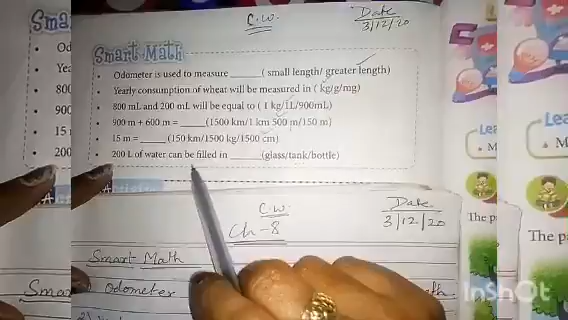 C.W.
Date
3/12/20
Smart Math
• Odometer is used to measure ______ ( small length/ greater length)
• Yearly consumption of wheat will be measured in ( kg/g/mg)
• 800 mL and 200 mL will be equal to ( 1 kg/1L/900mL)
• 900 m + 600 m = ______ (1500 km/1 km 500 m/150 m)
• 15 m = ______ (150 km/1500 kg/1500 cm)
• 200 L of water can be filled in ______ (glass/tank/bottle)
C.W.
Date
3/12/20
Ch-8
Smart Math
Odometer
The p
InShOt